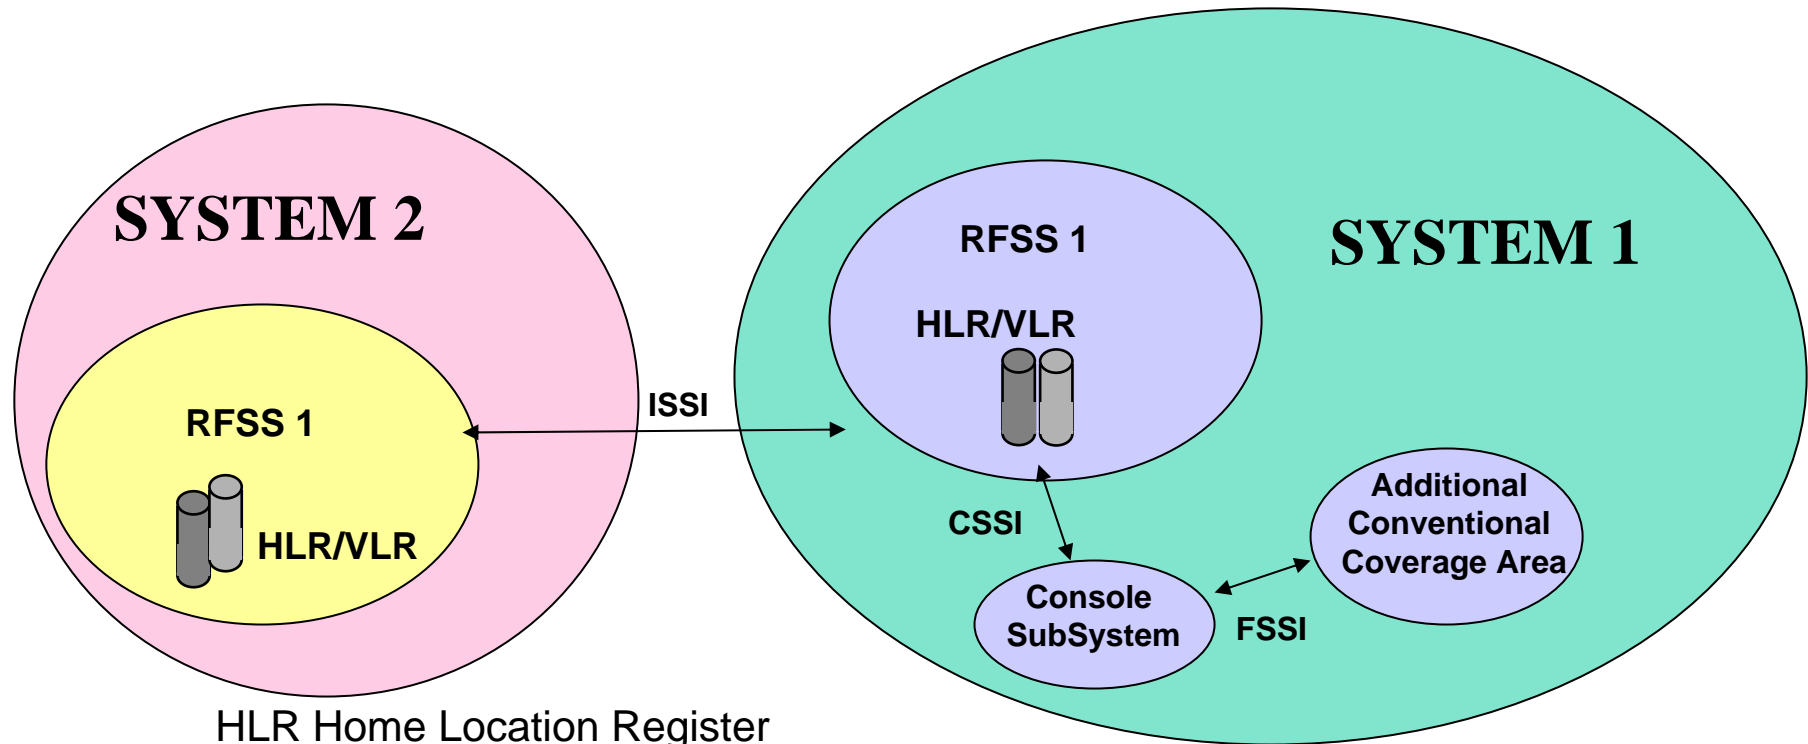 SYSTEM 2
RFSS 1
HLR/VLR
ISSI
SYSTEM 1
RFSS 1
HLR/VLR
CSSI
Console
SubSystem
FSSI
Additional
Conventional
Coverage Area
HLR Home Location Register